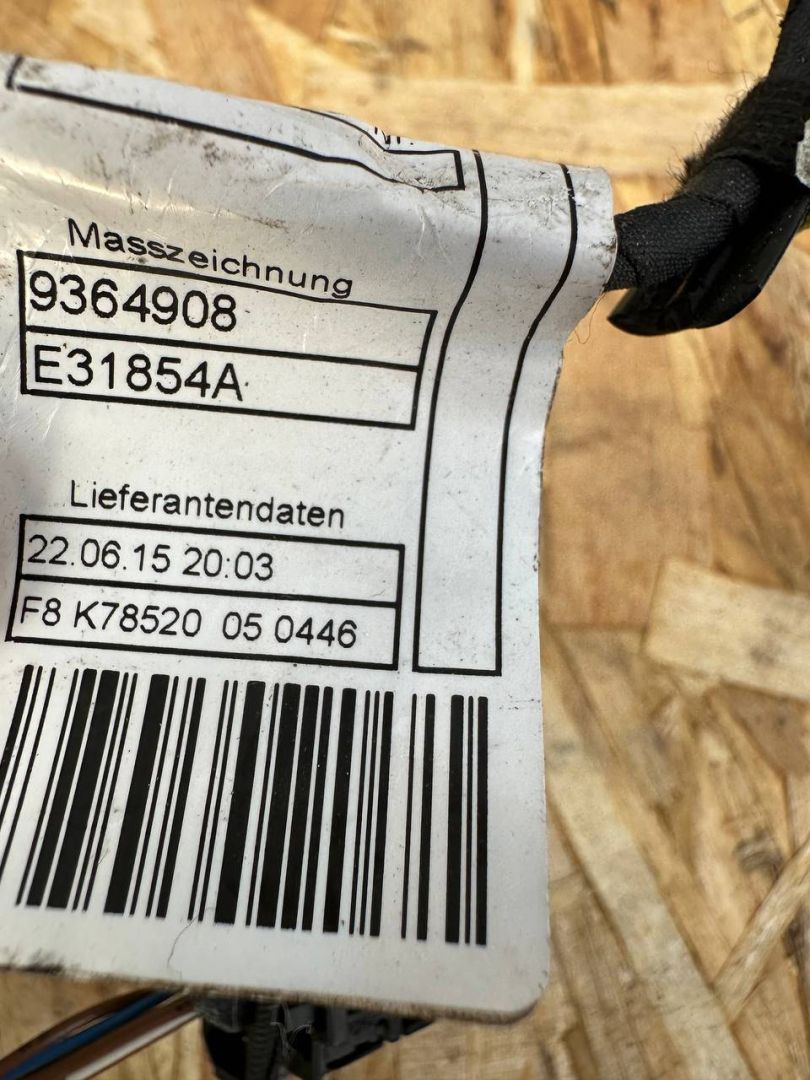 Masszeichnung
9364908
E31854A
Lieferantendaten
22.06.15 20:03
F8 K78520 05 0446